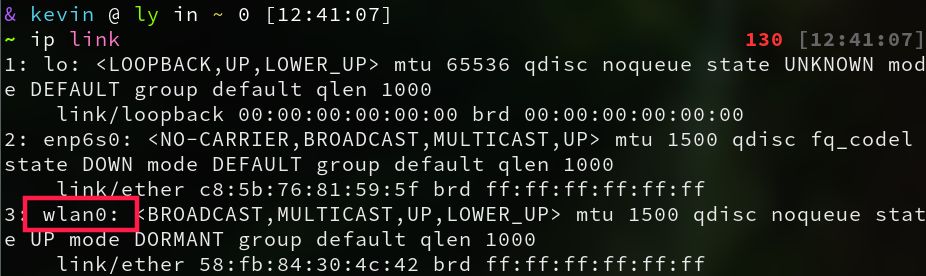 & kevin @ ly in ~ 0 [12:41:07]
~ ip link 130 [12:41:07]
1: lo: <LOOPBACK,UP,LOWER_UP> mtu 65536 qdisc noqueue state UNKNOWN mod
e DEFAULT group default qlen 1000
link/loopback 00:00:00:00:00:00 brd 00:00:00:00:00:00
2: enp6s0: <NO-CARRIER,BROADCAST,MULTICAST,UP> mtu 1500 qdisc fq_codel
state DOWN mode DEFAULT group default qlen 1000
link/ether c8:5b:76:81:59:5f brd ff:ff:ff:ff:ff:ff
3: wlan0: <BROADCAST,MULTICAST,UP,LOWER_UP> mtu 1500 qdisc noqueue stat
e UP mode DORMANT group default qlen 1000
link/ether 58:fb:84:30:4c:42 brd ff:ff:ff:ff:ff:ff